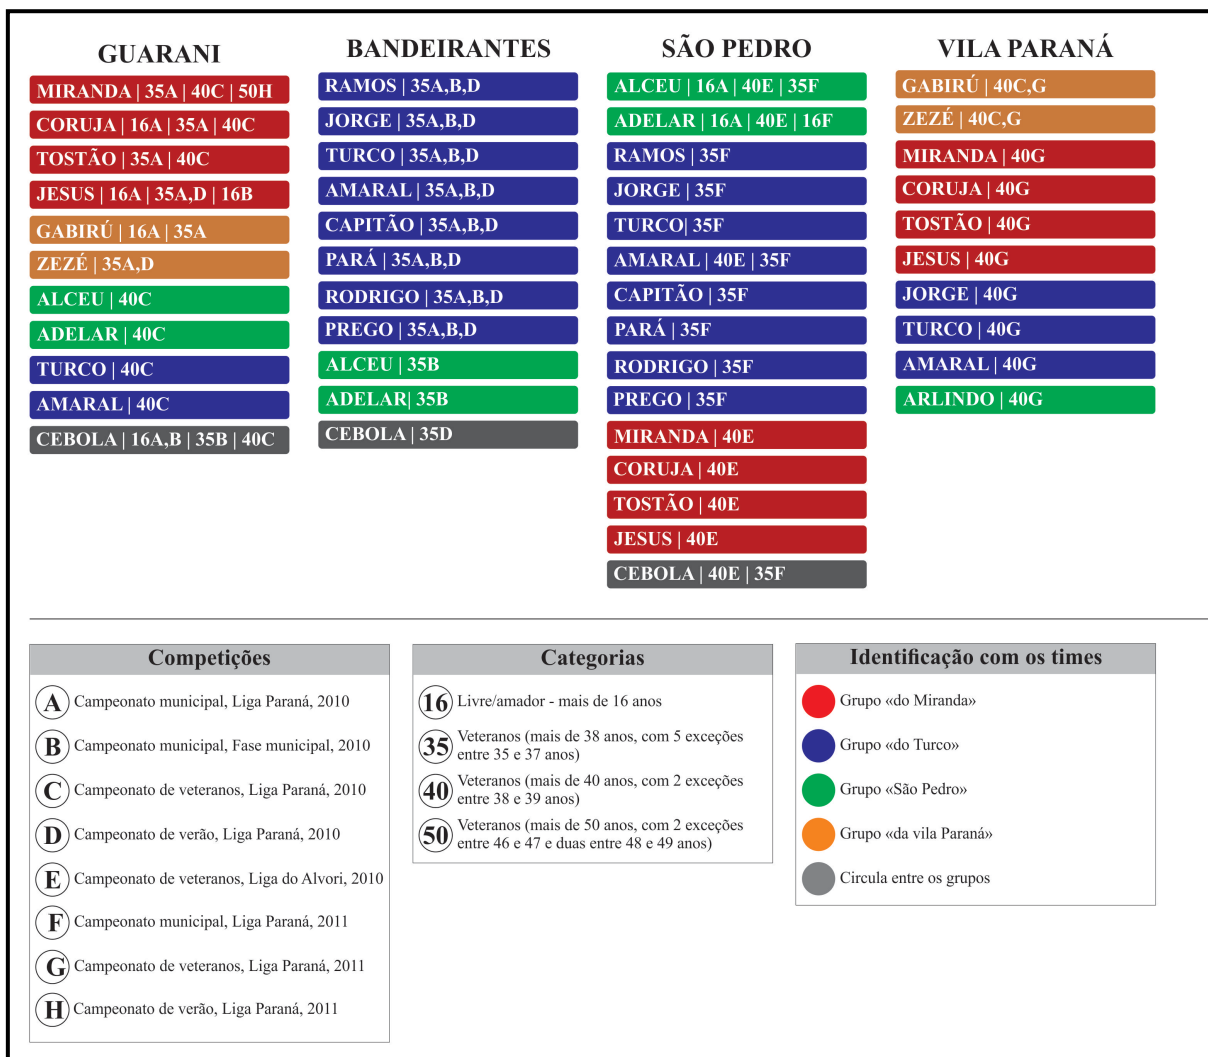 GUARANI
MIRANDA | 35A | 40C | 50H
CORUJA | 16A | 35A | 40C
TOSTÃO | 35A | 40C
JESUS | 16A | 35A,D | 16B
GABIRÚ | 16A | 35A
ZEZÉ | 35A,D
ALCEU | 40C
ADELAR | 40C
TURCO | 40C
AMARAL | 40C
CEBOLA | 16A,B | 35B | 40C
BANDEIRANTES
RAMOS | 35A,B,D
JORGE | 35A,B,D
TURCO | 35A,B,D
AMARAL | 35A,B,D
CAPITÃO | 35A,B,D
PARÁ | 35A,B,D
RODRIGO | 35A,B,D
PREGO | 35A,B,D
ALCEU | 35B
ADELAR| 35B
CEBOLA | 35D
SÃO PEDRO
ALCEU | 16A | 40E | 35F
ADELAR | 16A | 40E | 16F
RAMOS | 35F
JORGE | 35F
TURCO| 35F
AMARAL | 40E | 35F
CAPITÃO | 35F
PARÁ | 35F
RODRIGO | 35F
PREGO | 35F
MIRANDA | 40E
CORUJA | 40E
TOSTÃO | 40E
JESUS | 40E
CEBOLA | 40E | 35F
VILA PARANÁ
GABIRÚ | 40C,G
ZEZÉ | 40C,G
MIRANDA | 40G
CORUJA | 40G
TOSTÃO | 40G
JESUS | 40G
JORGE | 40G
TURCO | 40G
AMARAL | 40G
ARLINDO | 40G
Competições
A Campeonato municipal, Liga Paraná, 2010
B Campeonato municipal, Fase municipal, 2010
C Campeonato de veteranos, Liga Paraná, 2010
D Campeonato de verão, Liga Paraná, 2010
E Campeonato de veteranos, Liga do Alvori, 2010
F Campeonato municipal, Liga Paraná, 2011
G Campeonato de veteranos, Liga Paraná, 2011
H Campeonato de verão, Liga Paraná, 2011
Categorias
16 Livre/amador - mais de 16 anos
35 Veteranos (mais de 38 anos, com 5 exceções
entre 35 e 37 anos)
40 Veteranos (mais de 40 anos, com 2 exceções
entre 38 e 39 anos)
50 Veteranos (mais de 50 anos, com 2 exceções
entre 46 e 47 e duas entre 48 e 49 anos)
Identificação com os times
Grupo «do Miranda»
Grupo «do Turco»
Grupo «São Pedro»
Grupo «da vila Paraná»
Circula entre os grupos